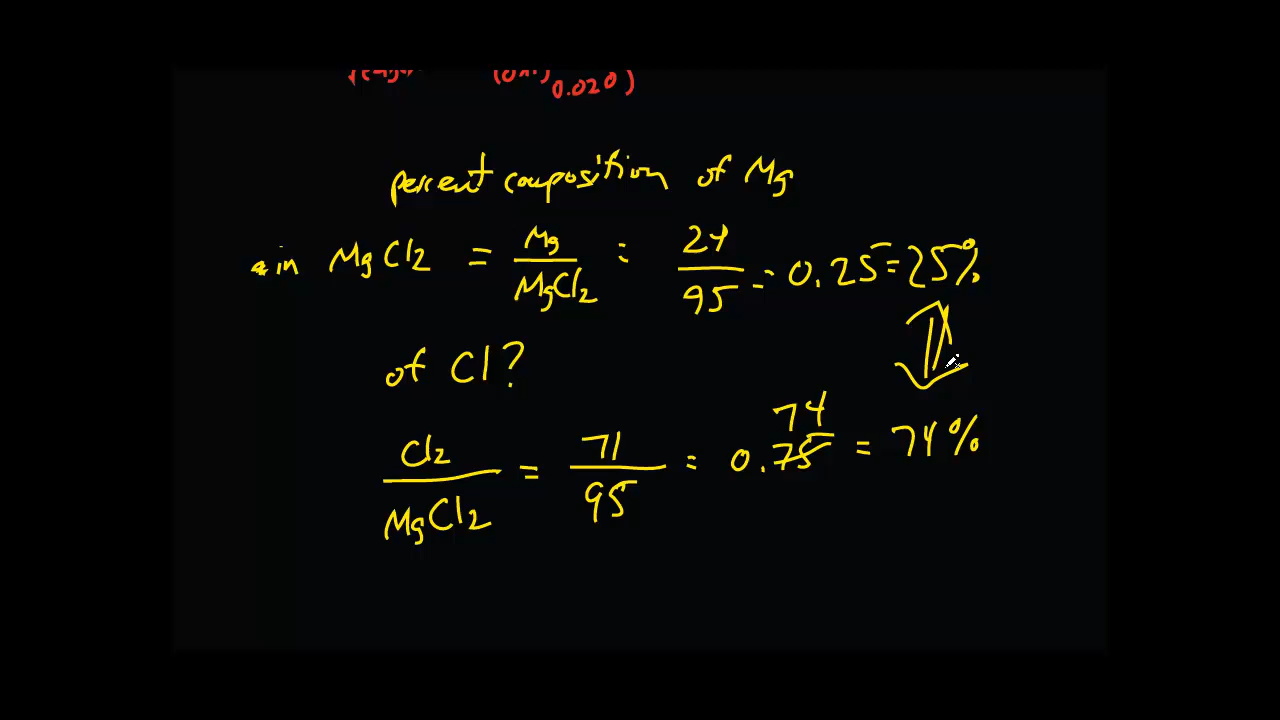 0.020)
percent composition of Mg
in MgCl2 = Mg/MgCl2 = 24/95 = 0.25 = 25%
of Cl?
Cl2/MgCl2 = 71/95 = 0.75 74 = 74%